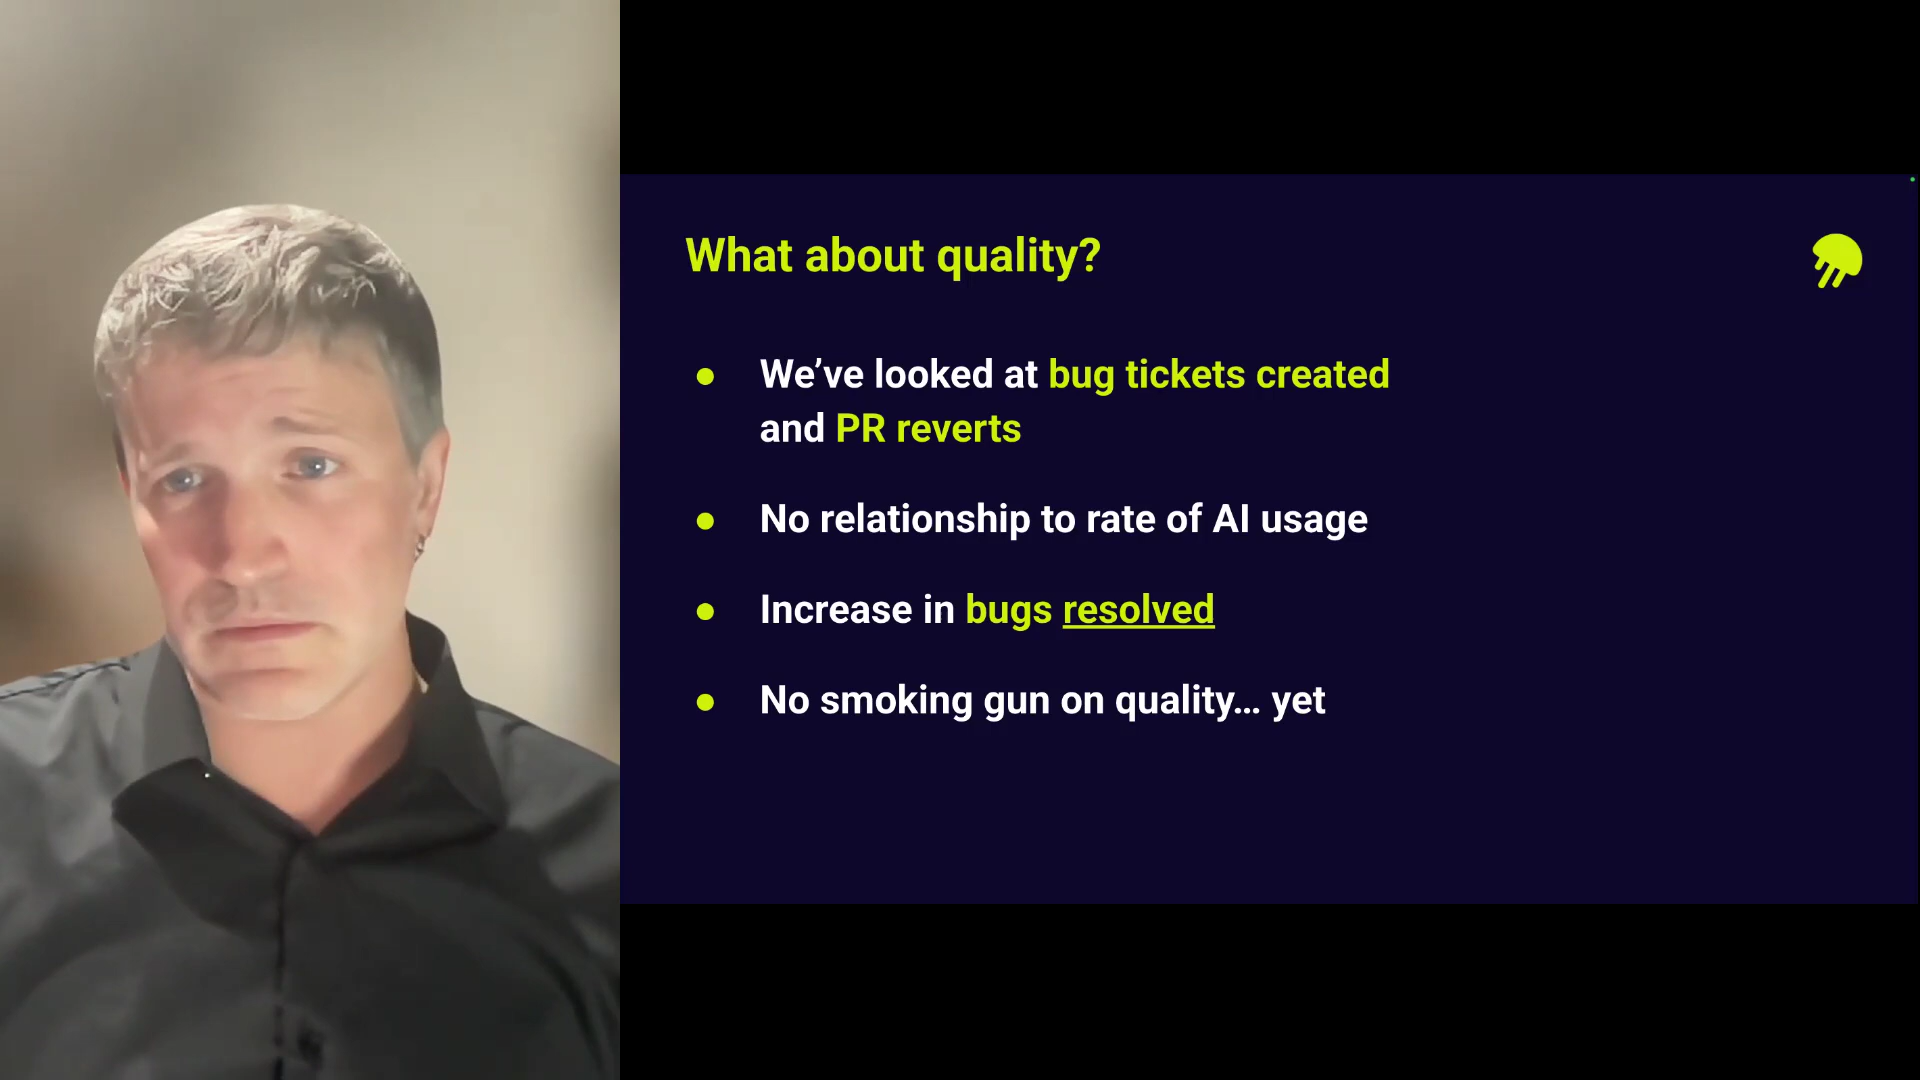 What about quality?
● We’ve looked at bug tickets created
and PR reverts
● No relationship to rate of AI usage
● Increase in bugs resolved
● No smoking gun on quality... yet